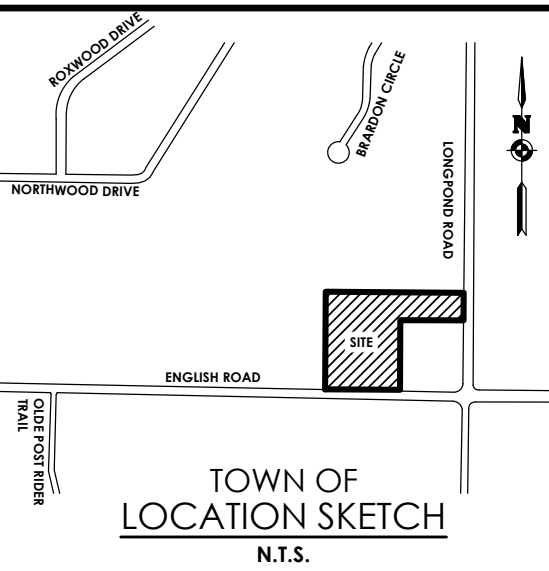 ROXWOOD DRIVE
BRARDON CIRCLE
N
NORTHWOOD DRIVE
LONGPOND ROAD
SITE
ENGLISH ROAD
OLDE POST RIDER
TRAIL
TOWN OF
LOCATION SKETCH
N.T.S.